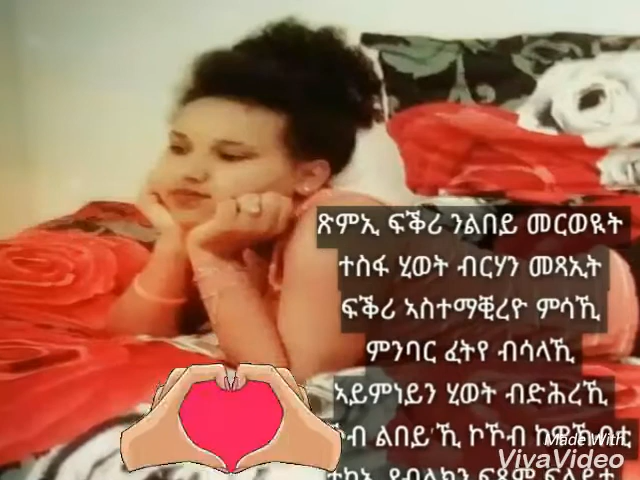 ጽምኢ ፍቕሪ ንልበይ መርወዪት
ተስፋ ሂወት ብርሃን መጻኢት
ፍቕሪ ኣስተማቒረዮ ምሳኺ
ምንባር ፈትየ ብሳላኺ
ኣይምነይን ሂወት ብድሕረኺ
ልበይ'ኺ ኮኾብ
Made With
VivaVideo